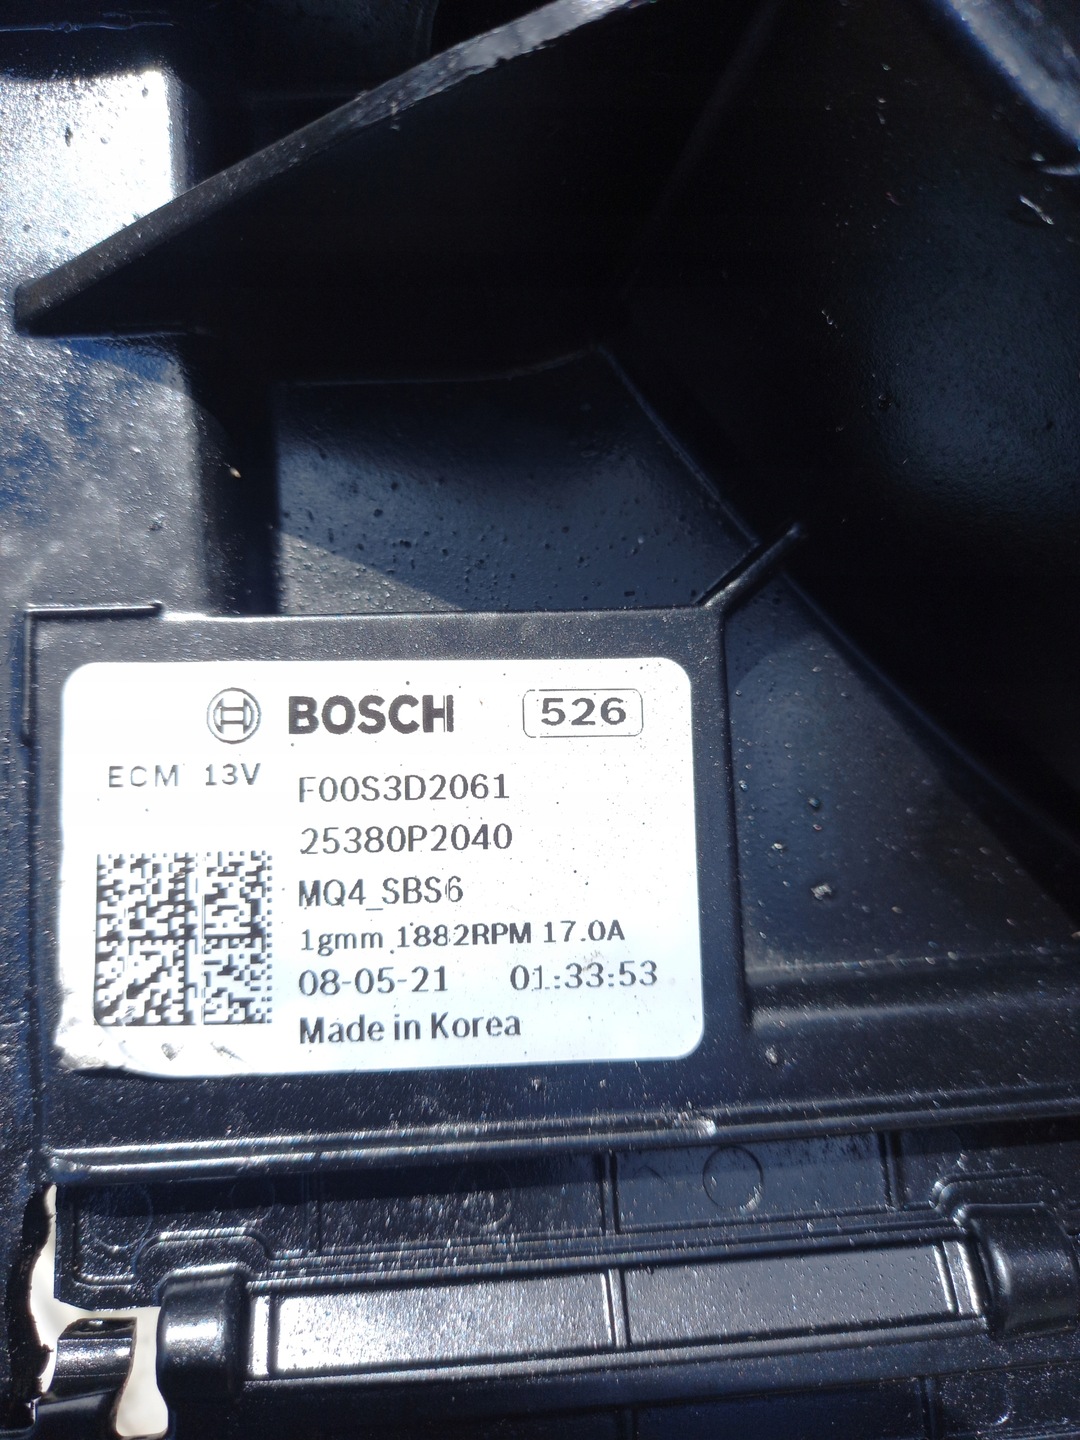 BOSCH 526
ECM 13V
F00S3D2061
25380P2040
MQ4_SBS6
1gmm 1882RPM 17.0A
08-05-21 01:33:53
Made in Korea